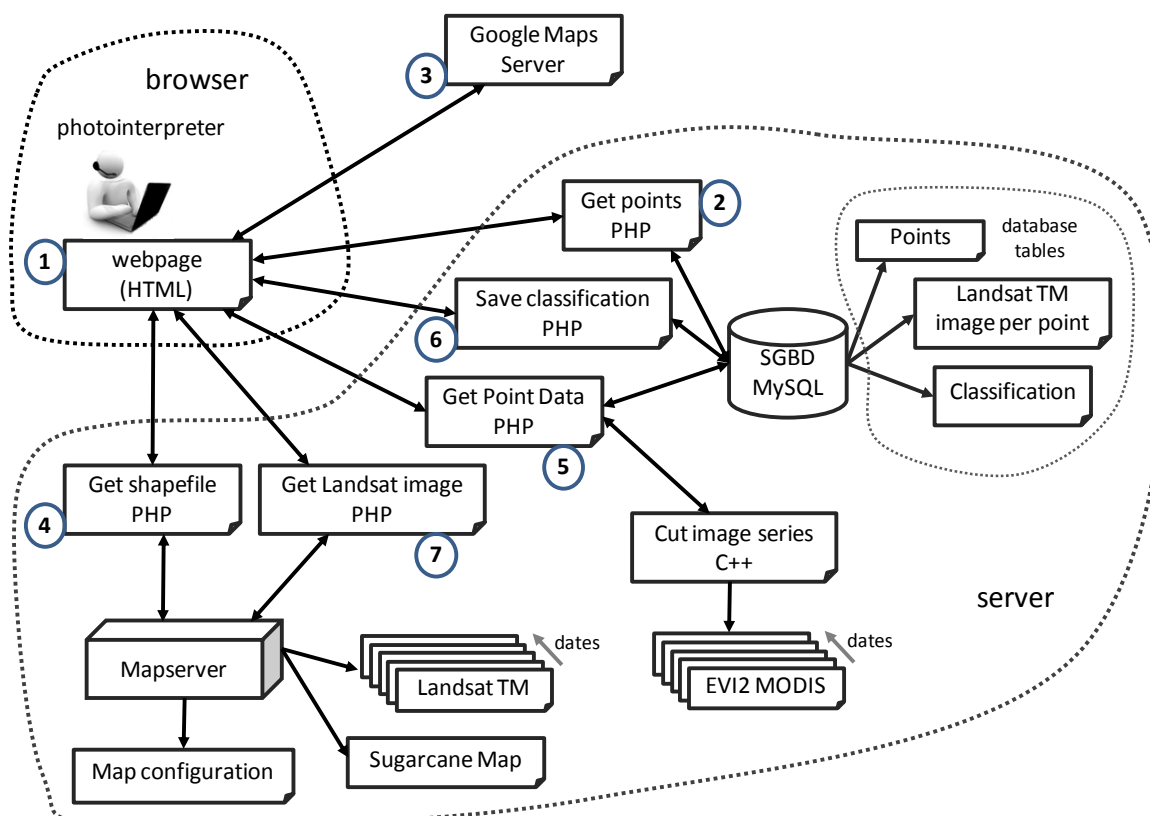 Google Maps
Server
3
browser
photointerpreter
1
webpage
(HTML)
Get points
PHP
2
Points
database
tables
Landsat TM
image per point
Classification
Save classification
PHP
6
SGBD
MySQL
Get Point Data
PHP
5
Get shapefile
PHP
4
Get Landsat image
PHP
7
Cut image series
C++
server
Mapserver
dates
Landsat TM
dates
EVI2 MODIS
Map configuration
Sugarcane Map